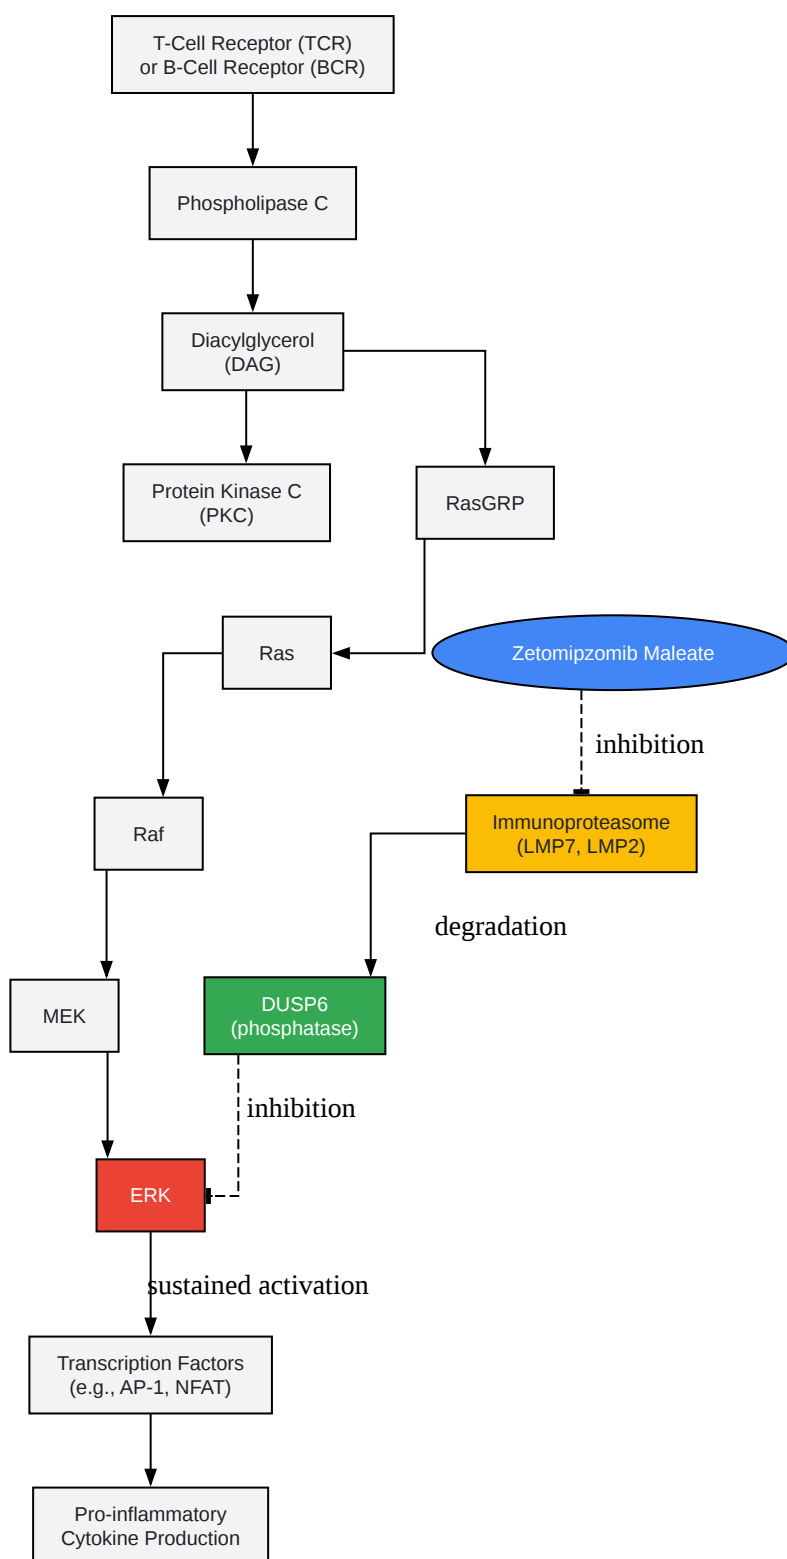 T-Cell Receptor (TCR)
or B-Cell Receptor (BCR)
Phospholipase C
Diacylglycerol
(DAG)
Protein Kinase C
(PKC)
RasGRP
Ras
Zetomipzomib Maleate
inhibition
Raf
Immunoproteasome
(LMP7, LMP2)
degradation
MEK
DUSP6
(phosphatase)
inhibition
ERK
sustained activation
Transcription Factors
(e.g., AP-1, NFAT)
Pro-inflammatory
Cytokine Production